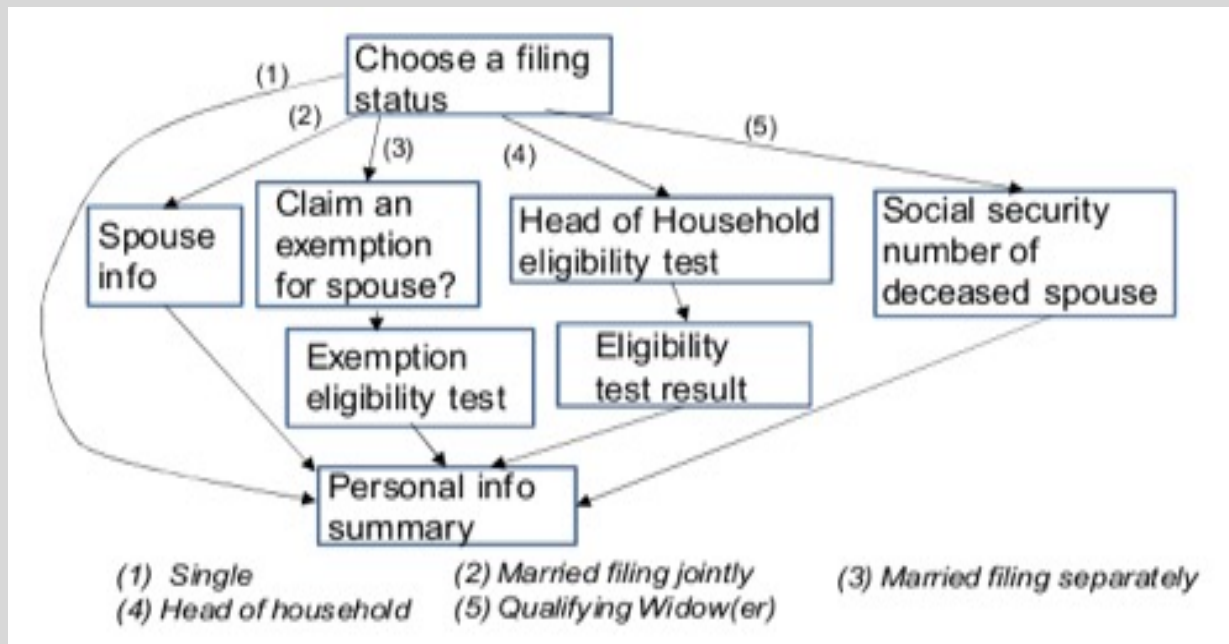 Choose a filing
status
(1)
(2)
(3)
(4)
(5)
Spouse
info
Claim an
exemption
for spouse?
Head of Household
eligibility test
Social security
number of
deceased spouse
Exemption
eligibility test
Eligibility
test result
Personal info
summary
(1) Single
(2) Married filing jointly
(3) Married filing separately
(4) Head of household
(5) Qualifying Widow(er)